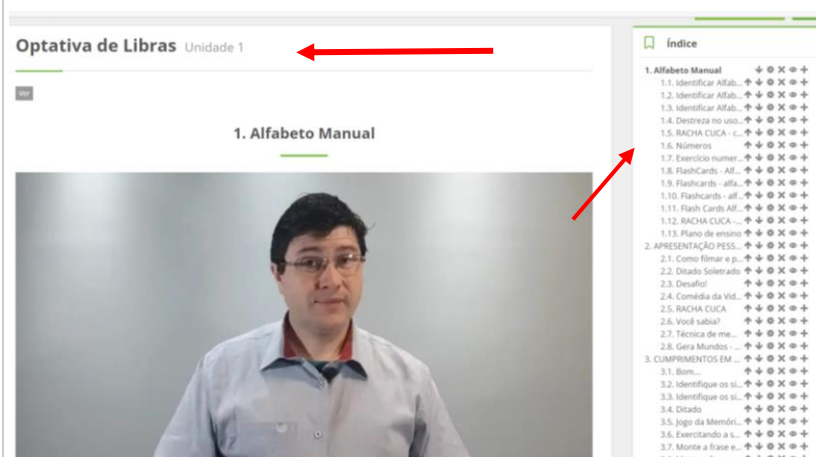 Optativa de Libras Unidade 1
Ver
1. Alfabeto Manual
Índice
1. Alfabeto Manual
1.1. Identificar Alfab...
1.2. Identificar Alfab...
1.3. Identificar Alfab...
1.4. Destreza no uso...
1.5. RACHA CUCA - c...
1.6. Números
1.7. Exercício numer...
1.8. FlashCards - Alf...
1.9. Flashcards - alfa...
1.10. Flashcards - alf...
1.11. Flash Cards Alf...
1.12. RACHA CUCA -...
1.13. Plano de ensino
2. APRESENTAÇÃO PESS...
2.1. Como filmar e p...
2.2. Ditado Soletrado
2.3. Desafio!
2.4. Comédia da Vid...
2.5. RACHA CUCA
2.6. Você sabia?
2.7. Técnica de me...
2.8. Gera Mundos - ...
3. CUMPRIMENTOS EM ...
3.1. Bom...
3.2. Identifique os si...
3.3. Identifique os si...
3.4. Ditado
3.5. Jogo da Memóri...
3.6. Exercitando a s...
3.7. Monte a frase e...